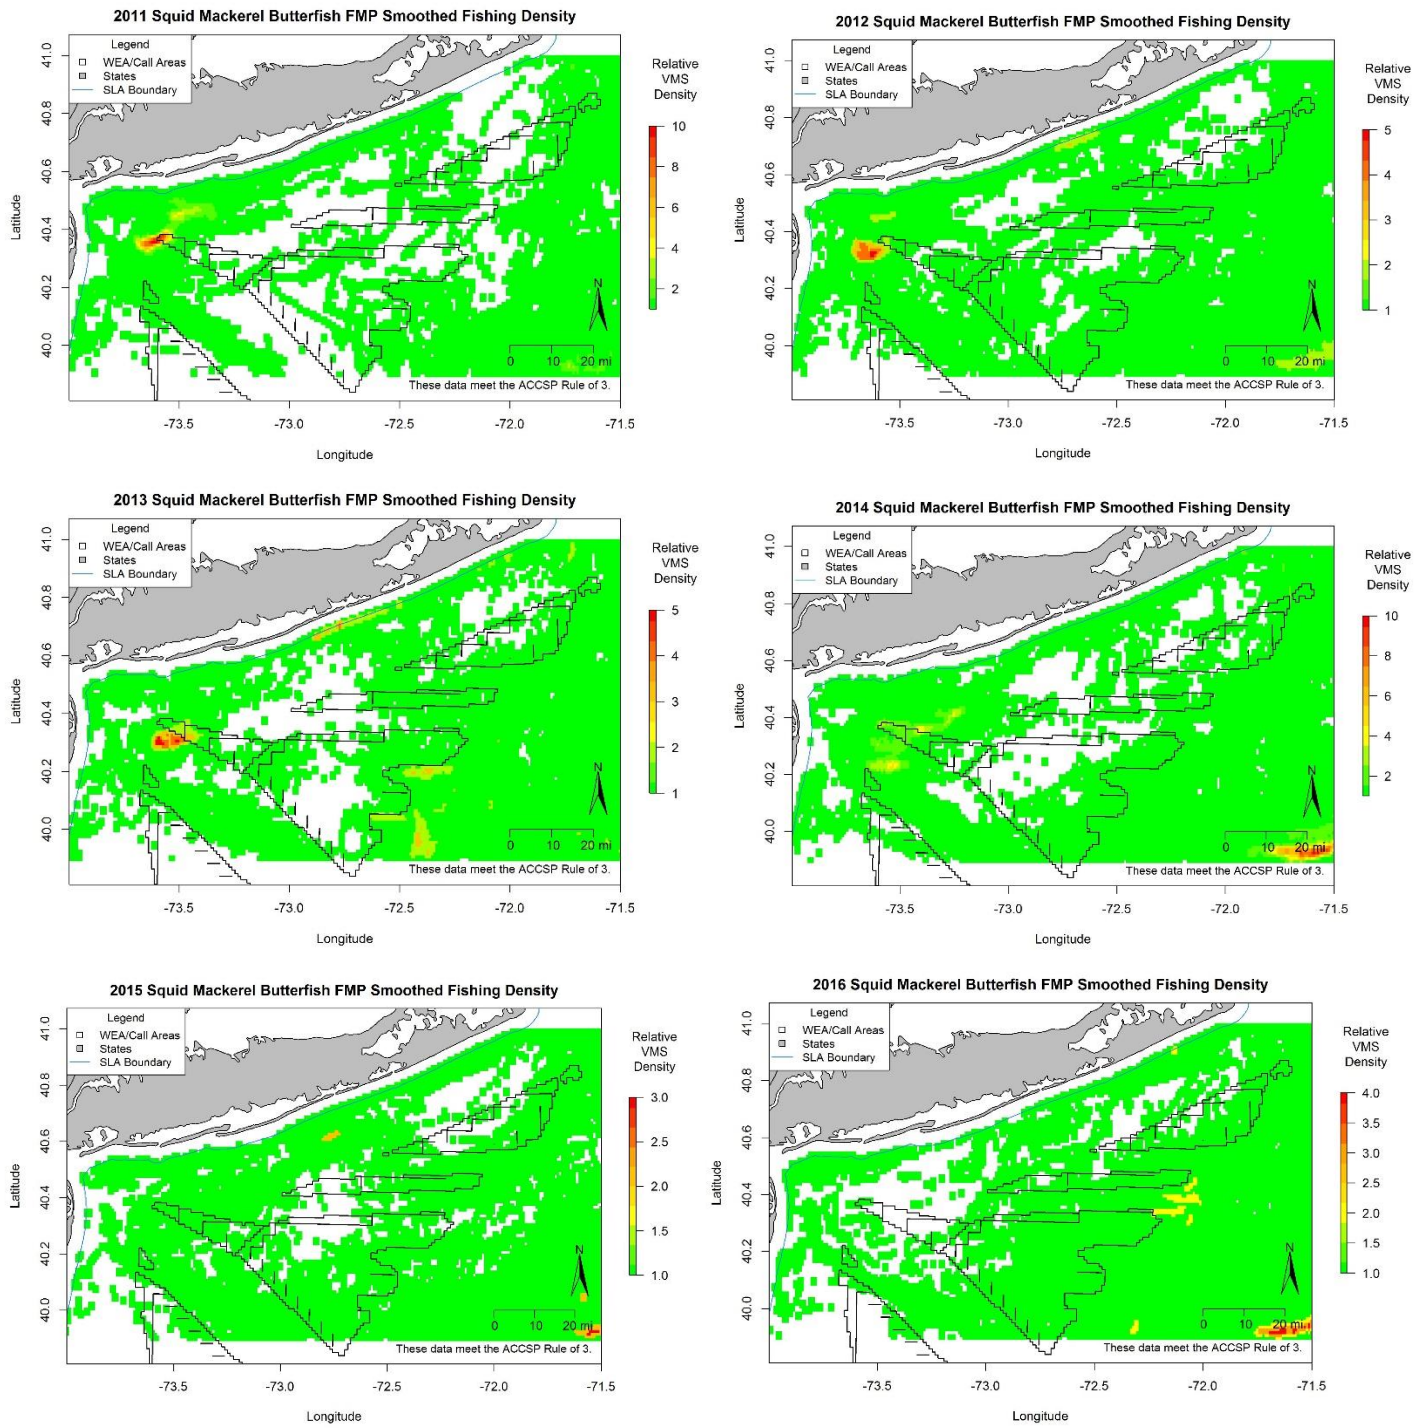 2011 Squid Mackerel Butterfish FMP Smoothed Fishing Density
Legend
WEA/Call Areas
States
SLA Boundary
Relative
VMS
Density
10
8
6
4
2
41.0
40.8
40.6
40.4
40.2
40.0
Latitude
N
0 10 20 mi
These data meet the ACCSP Rule of 3.
-73.5 -73.0 -72.5 -72.0 -71.5
Longitude
2012 Squid Mackerel Butterfish FMP Smoothed Fishing Density
Legend
WEA/Call Areas
States
SLA Boundary
Relative
VMS
Density
5
4
3
2
1
41.0
40.8
40.6
40.4
40.2
40.0
Latitude
N
0 10 20 mi
These data meet the ACCSP Rule of 3.
-73.5 -73.0 -72.5 -72.0 -71.5
Longitude
2013 Squid Mackerel Butterfish FMP Smoothed Fishing Density
Legend
WEA/Call Areas
States
SLA Boundary
Relative
VMS
Density
5
4
3
2
1
41.0
40.8
40.6
40.4
40.2
40.0
Latitude
N
0 10 20 mi
These data meet the ACCSP Rule of 3.
-73.5 -73.0 -72.5 -72.0 -71.5
Longitude
2014 Squid Mackerel Butterfish FMP Smoothed Fishing Density
Legend
WEA/Call Areas
States
SLA Boundary
Relative
VMS
Density
10
8
6
4
2
41.0
40.8
40.6
40.4
40.2
40.0
Latitude
N
0 10 20 mi
These data meet the ACCSP Rule of 3.
-73.5 -73.0 -72.5 -72.0 -71.5
Longitude
2015 Squid Mackerel Butterfish FMP Smoothed Fishing Density
Legend
WEA/Call Areas
States
SLA Boundary
Relative
VMS
Density
3.0
2.5
2.0
1.5
1.0
41.0
40.8
40.6
40.4
40.2
40.0
Latitude
N
0 10 20 mi
These data meet the ACCSP Rule of 3.
-73.5 -73.0 -72.5 -72.0 -71.5
Longitude
2016 Squid Mackerel Butterfish FMP Smoothed Fishing Density
Legend
WEA/Call Areas
States
SLA Boundary
Relative
VMS
Density
4.0
3.5
3.0
2.5
2.0
1.5
1.0
41.0
40.8
40.6
40.4
40.2
40.0
Latitude
N
0 10 20 mi
These data meet the ACCSP Rule of 3.
-73.5 -73.0 -72.5 -72.0 -71.5
Longitude